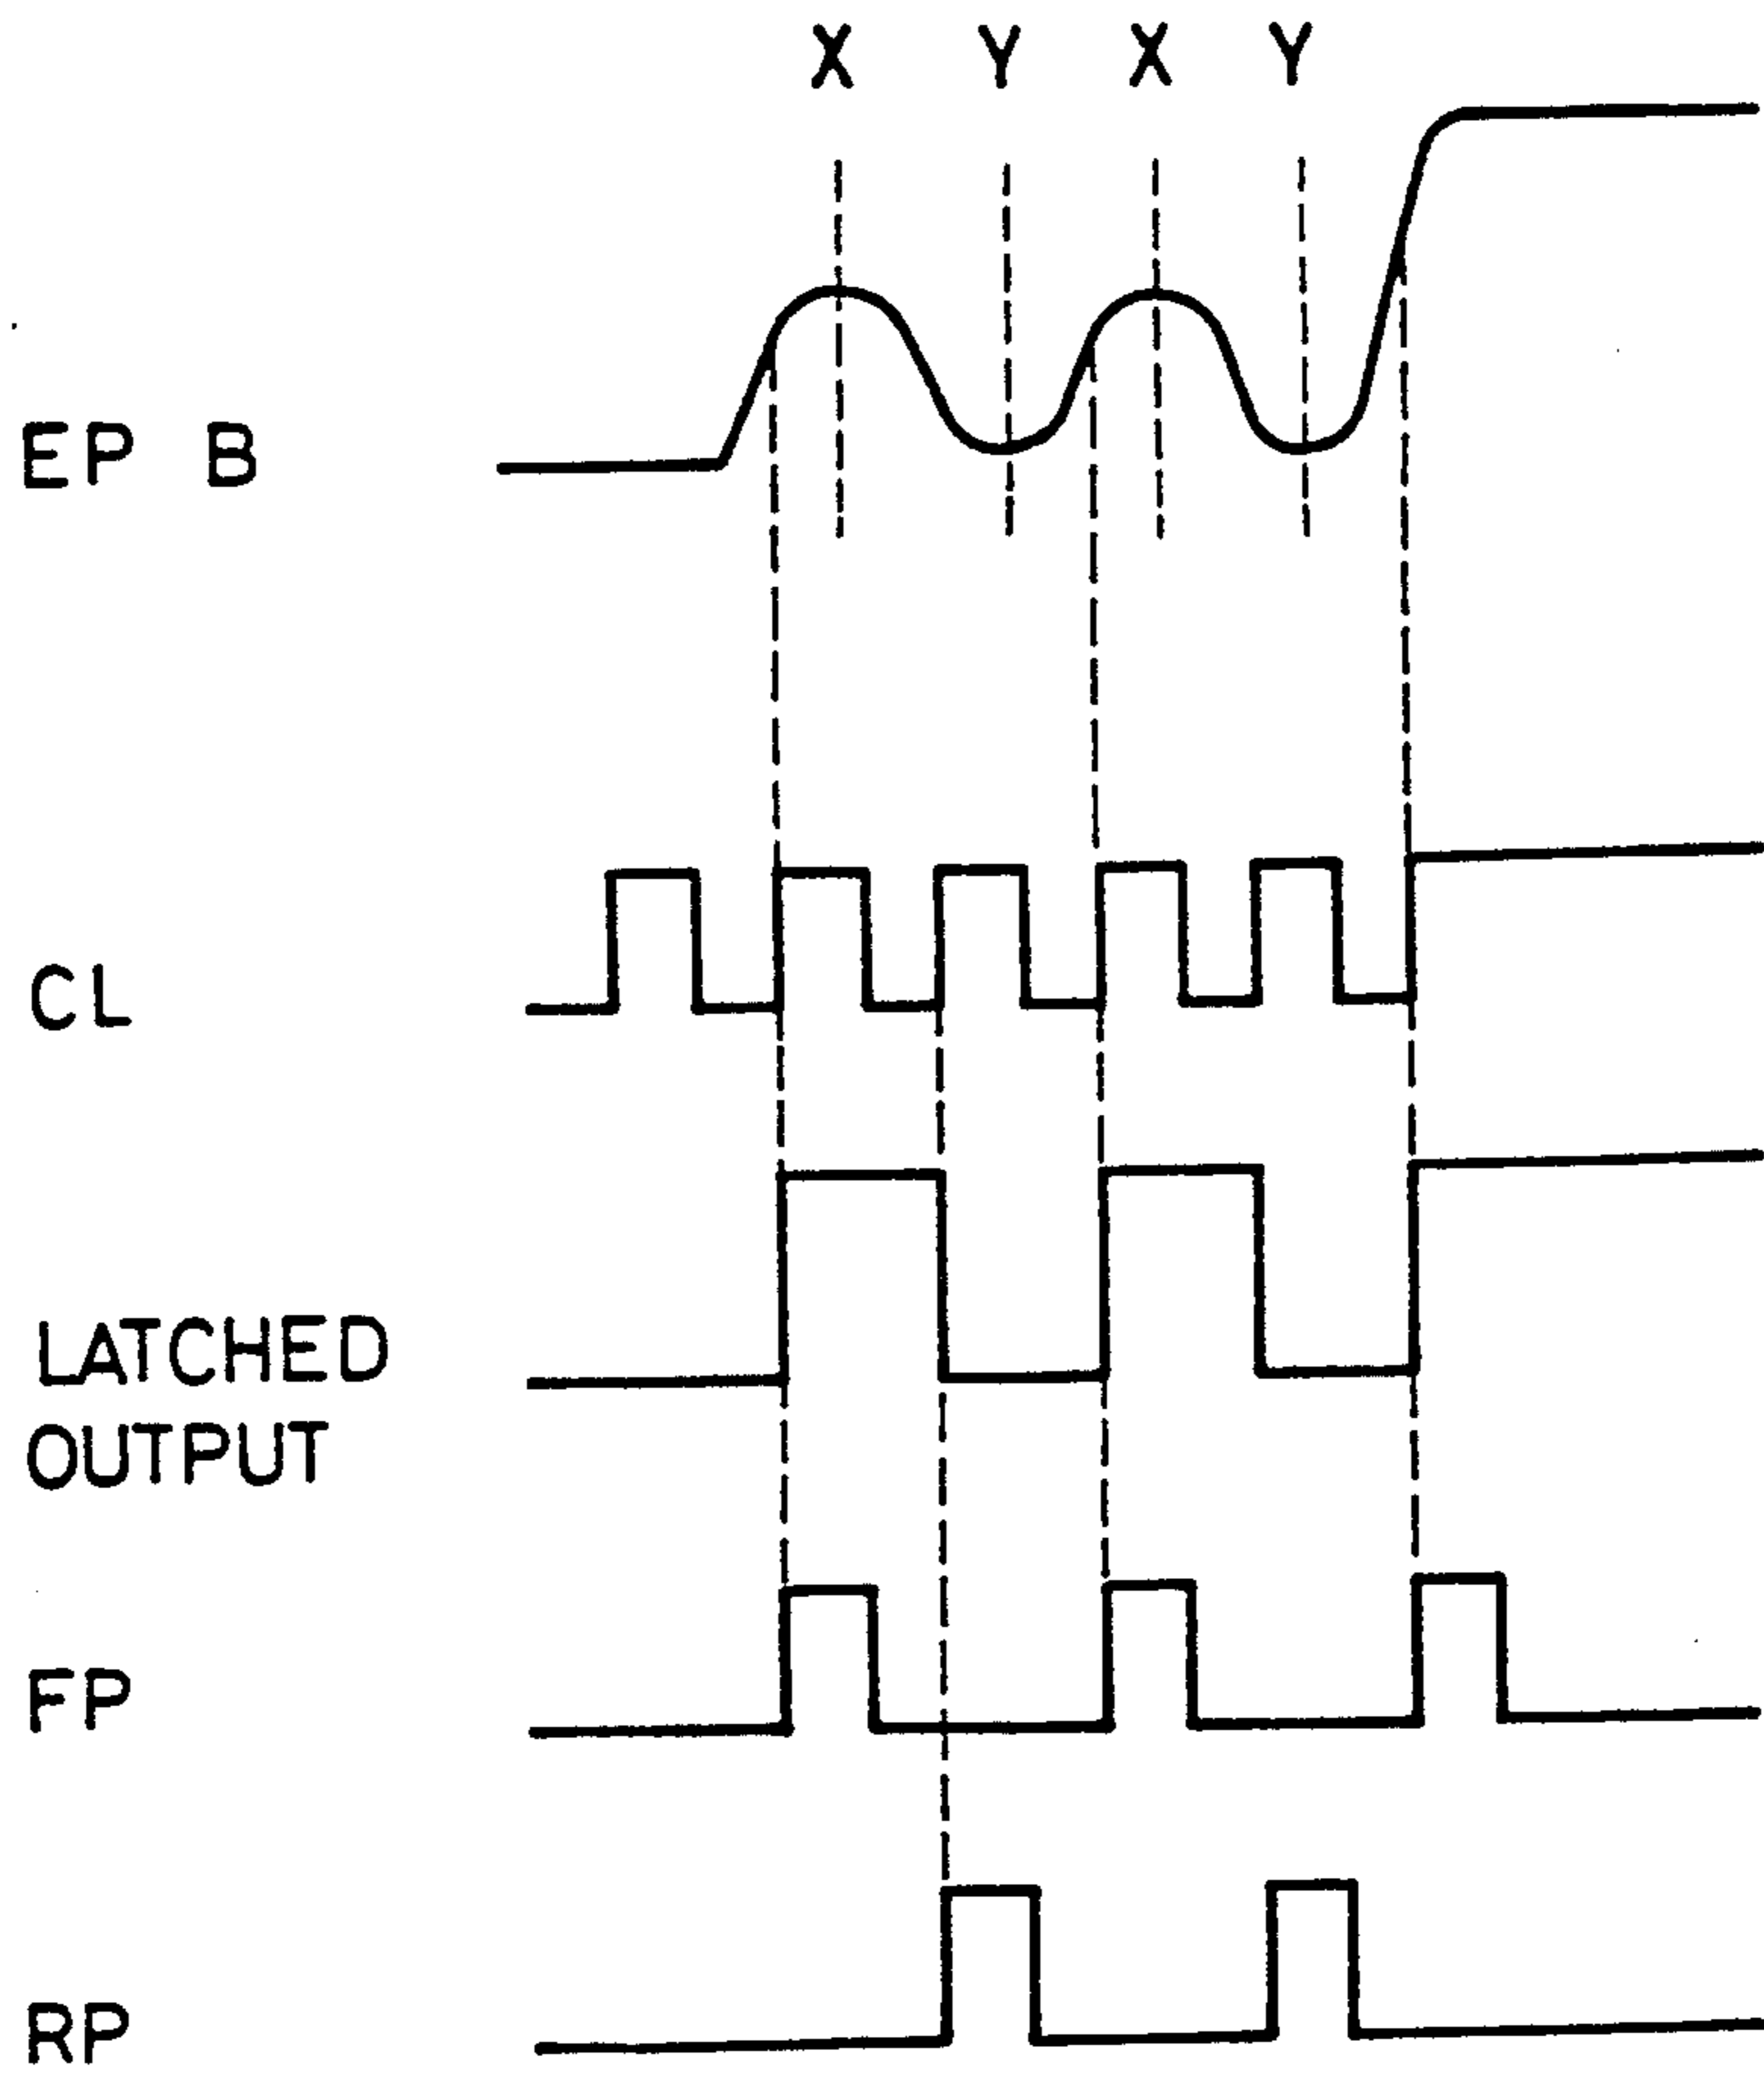 X Y X Y
EP B
CL
LATCHED
OUTPUT
FP
RP